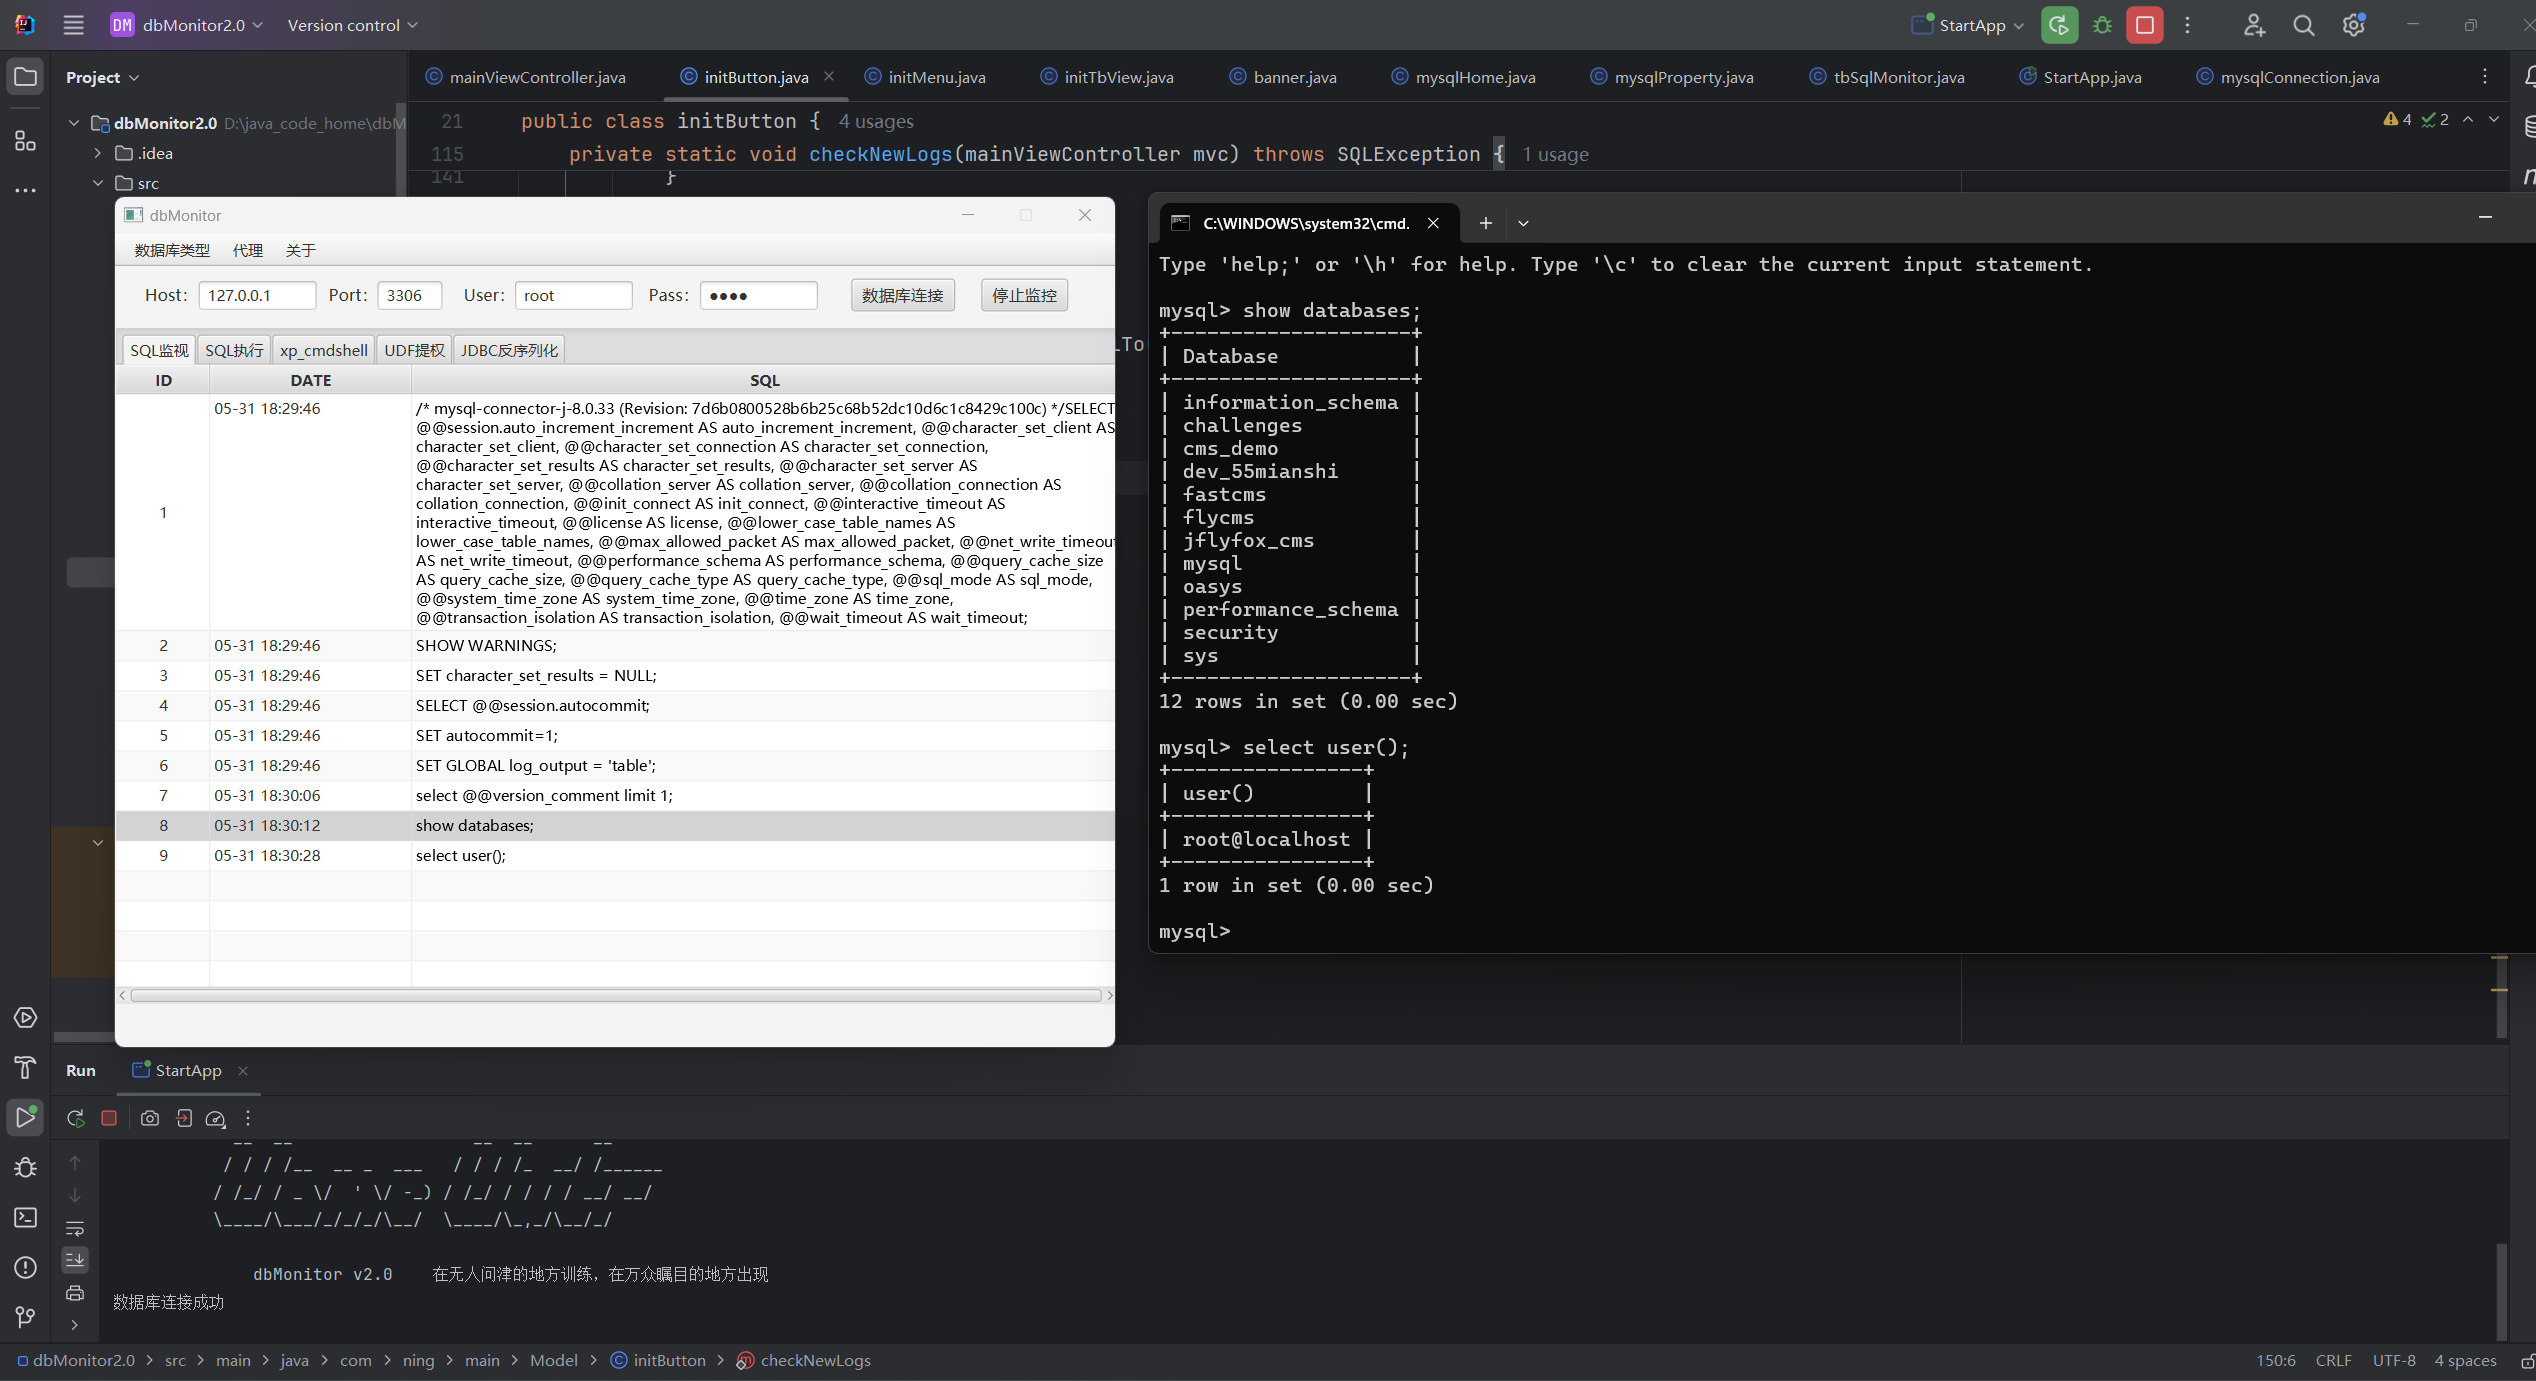 DM dbMonitor2.0 Version control StartApp
Project
mainViewController.java initButton.java initMenu.java initTbView.java banner.java mysqlHome.java mysqlProperty.java tbSqlMonitor.java StartApp.java mysqlConnection.java
dbMonitor2.0 D:\java_code_home\dbM
.idea
src
21 public class initButton { 4 usages
115 private static void checkNewLogs(mainViewController mvc) throws SQLException { 1 usage
141 }
4 2
dbMonitor
数据库类型 代理 关于
Host: 127.0.0.1 Port: 3306 User: root Pass: ●●●● 数据库连接 停止监控
SQL监视 SQL执行 xp_cmdshell UDF提权 JDBC反序列化
ID DATE SQL
1 05-31 18:29:46 /* mysql-connector-j-8.0.33 (Revision: 7d6b0800528b6b25c68b52dc10d6c1c8429c100c) */SELECT
@@session.auto_increment_increment AS auto_increment_increment, @@character_set_client AS
character_set_client, @@character_set_connection AS character_set_connection,
@@character_set_results AS character_set_results, @@character_set_server AS
character_set_server, @@collation_server AS collation_server, @@collation_connection AS
collation_connection, @@init_connect AS init_connect, @@interactive_timeout AS
interactive_timeout, @@license AS license, @@lower_case_table_names AS
lower_case_table_names, @@max_allowed_packet AS max_allowed_packet, @@net_write_timeout
AS net_write_timeout, @@performance_schema AS performance_schema, @@query_cache_size
AS query_cache_size, @@query_cache_type AS query_cache_type, @@sql_mode AS sql_mode,
@@system_time_zone AS system_time_zone, @@time_zone AS time_zone,
@@transaction_isolation AS transaction_isolation, @@wait_timeout AS wait_timeout;
2 05-31 18:29:46 SHOW WARNINGS;
3 05-31 18:29:46 SET character_set_results = NULL;
4 05-31 18:29:46 SELECT @@session.autocommit;
5 05-31 18:29:46 SET autocommit=1;
6 05-31 18:29:46 SET GLOBAL log_output = 'table';
7 05-31 18:30:06 select @@version_comment limit 1;
8 05-31 18:30:12 show databases;
9 05-31 18:30:28 select user();
C:\WINDOWS\system32\cmd.
Type 'help;' or '\h' for help. Type '\c' to clear the current input statement.
mysql> show databases;
+--------------------+
| Database           |
+--------------------+
| information_schema |
| challenges         |
| cms_demo           |
| dev_55mianshi      |
| fastcms            |
| flycms             |
| jflyfox_cms        |
| mysql              |
| oasys              |
| performance_schema |
| security           |
| sys                |
+--------------------+
12 rows in set (0.00 sec)
mysql> select user();
+----------------+
| user()         |
+----------------+
| root@localhost |
+----------------+
1 row in set (0.00 sec)
mysql>
Run StartApp
dbMonitor v2.0 在无人问津的地方训练，在万众瞩目的地方出现
数据库连接成功
dbMonitor2.0 > src > main > java > com > ning > main > Model > initButton > checkNewLogs 150:6 CRLF UTF-8 4 spaces